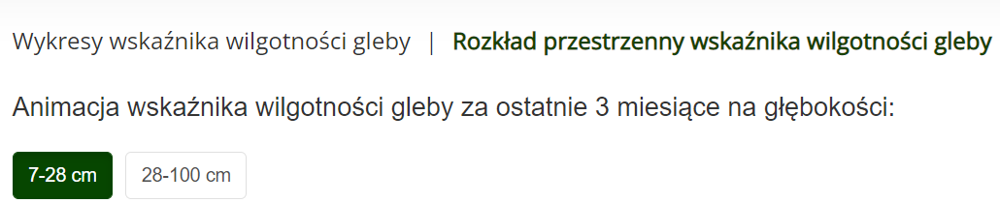 Wykresy wskaźnika wilgotności gleby | Rozkład przestrzenny wskaźnika wilgotności gleby
Animacja wskaźnika wilgotności gleby za ostatnie 3 miesiące na głębokości:
7-28 cm 28-100 cm